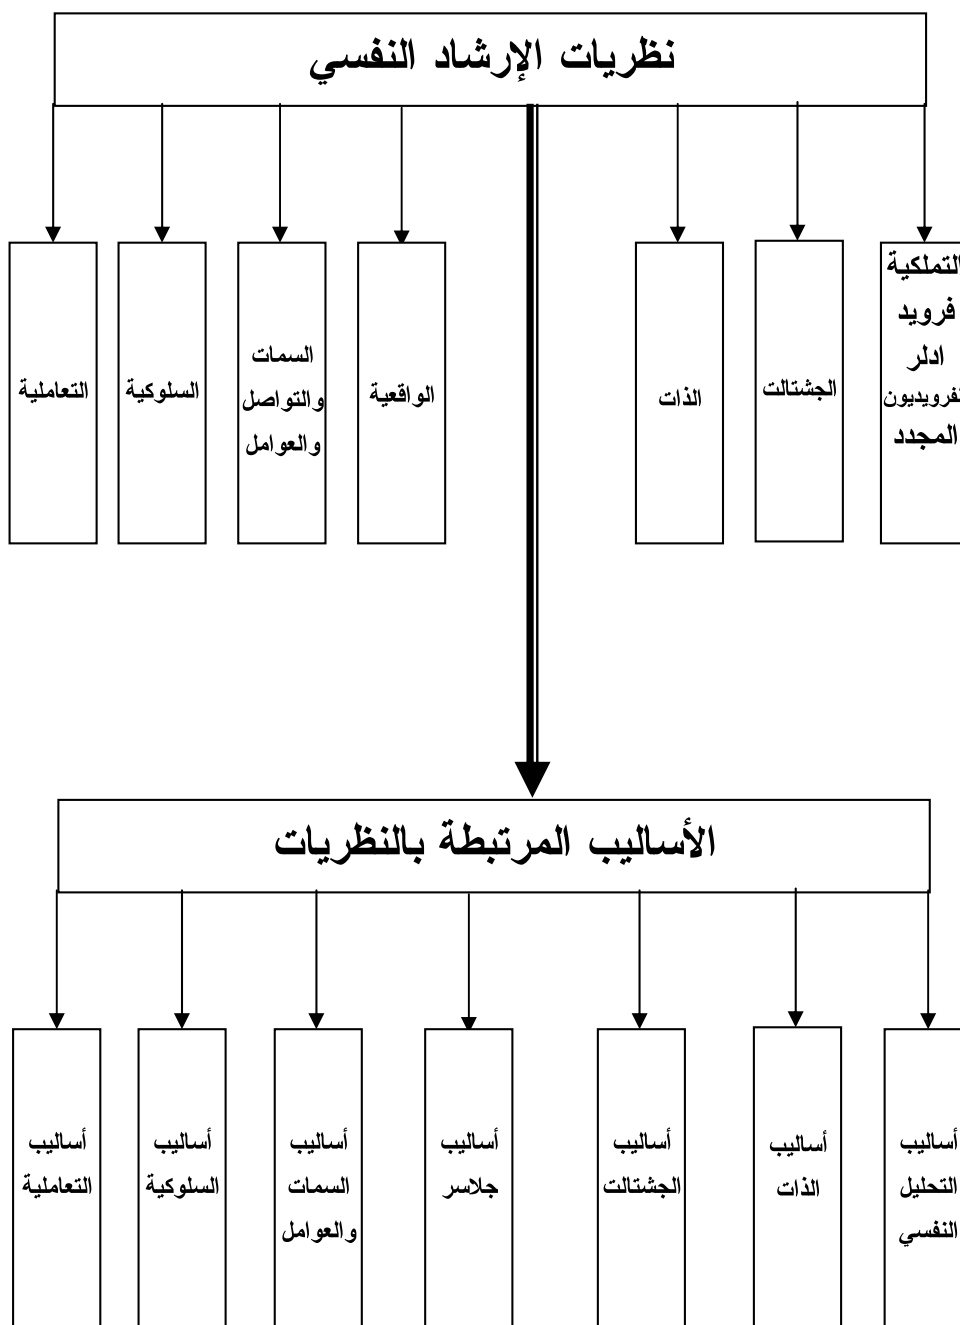 نظريات الإرشاد النفسي
التملكية
فرويد
ادلر
المجدد
الجشتالت
الذات
الواقعية
السمات
والتواصل
والعوامل
السلوكية
التعاملية
الأساليب المرتبطة بالنظريات
أساليب
التحليل
النفسي
أساليب
الذات
أساليب
الجشتالت
أساليب
جلاسر
أساليب
السمات
والعوامل
أساليب
السلوكية
أساليب
التعاملية